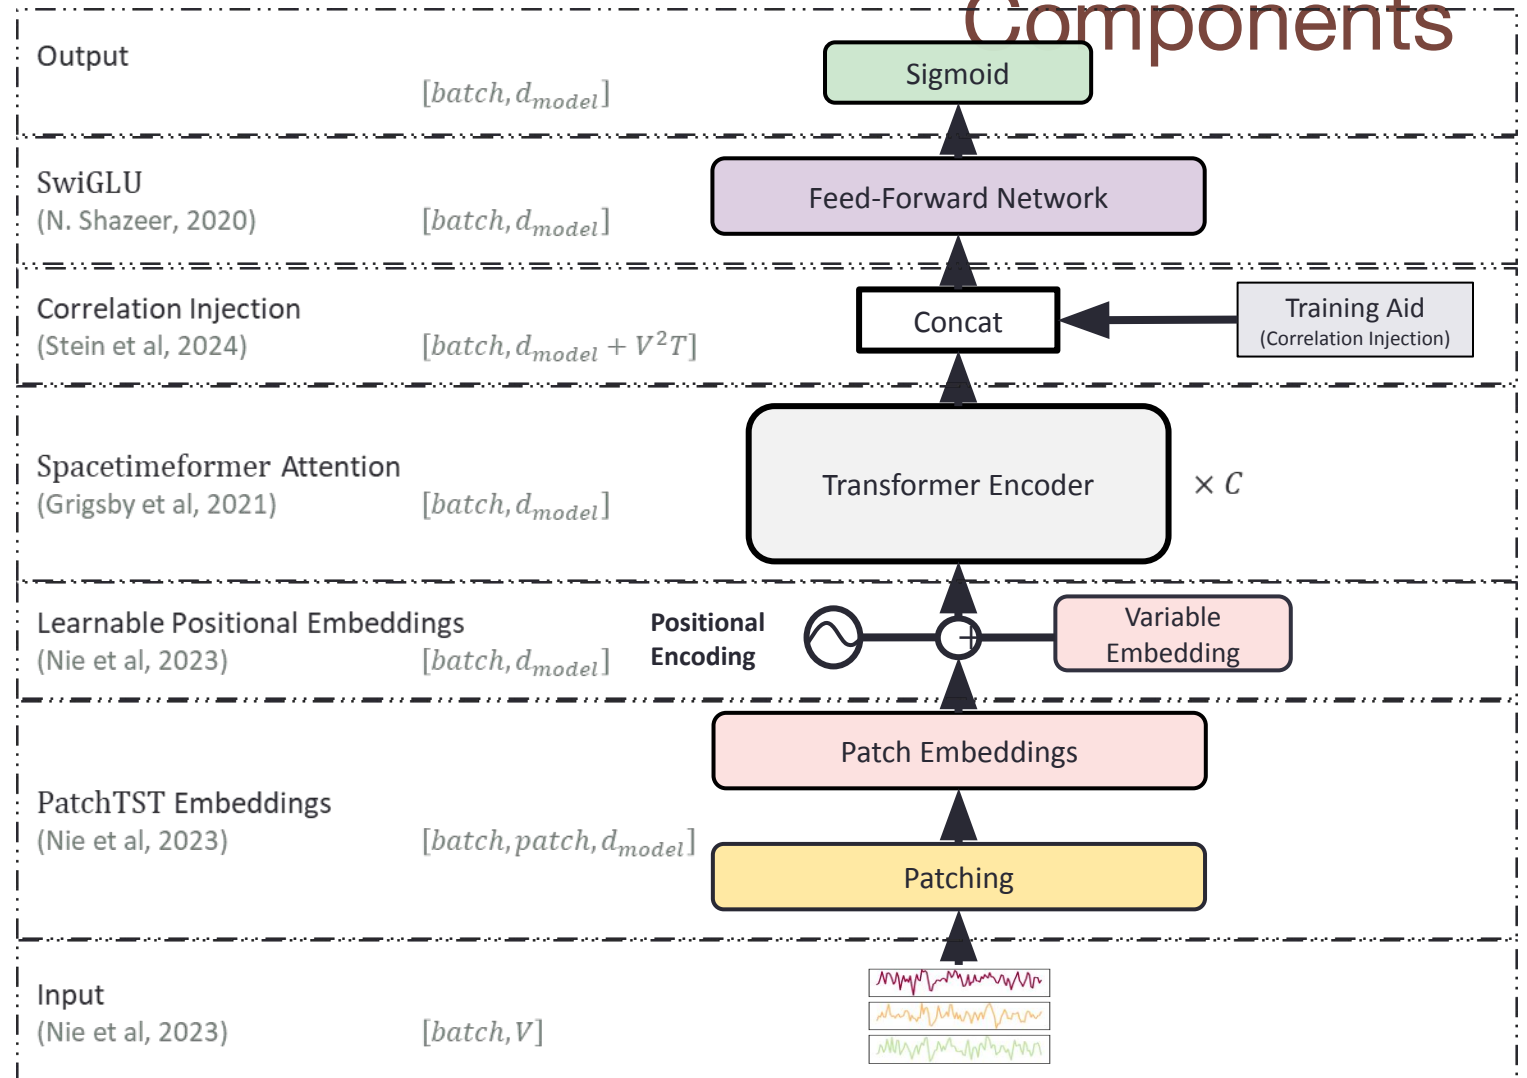 Components
Output
[batch, d_model]
Sigmoid
SwiGLU
(N. Shazeer, 2020)
[batch, d_model]
Feed-Forward Network
Correlation Injection
(Stein et al, 2024)
[batch, d_model + V²T]
Concat
Training Aid
(Correlation Injection)
Spacetimeformer Attention
(Grigsby et al, 2021)
[batch, d_model]
Transformer Encoder
× C
Learnable Positional Embeddings
(Nie et al, 2023)
[batch, d_model]
Positional
Encoding
+
Variable
Embedding
Patch Embeddings
PatchTST Embeddings
(Nie et al, 2023)
[batch, patch, d_model]
Patching
Input
(Nie et al, 2023)
[batch, V]